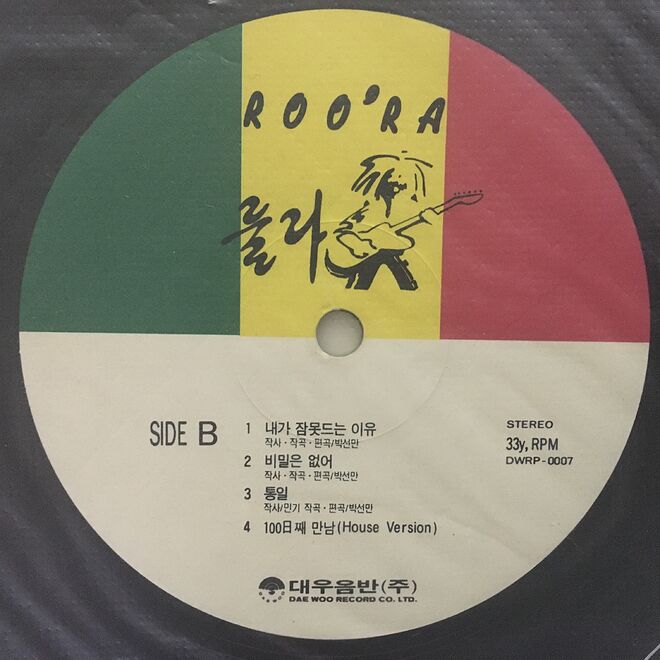 ROO'RA
룰라
SIDE B
1 내가 잠못드는 이유
작사·작곡·편곡/박선만
2 비밀은 없어
작사·작곡·편곡/박선만
3 통일
작사/민기 작곡·편곡/박선만
4 100日째 만남(House Version)
STEREO
33y, RPM
DWRP-0007
대우음반(주)
DAE WOO RECORD CO. LTD.